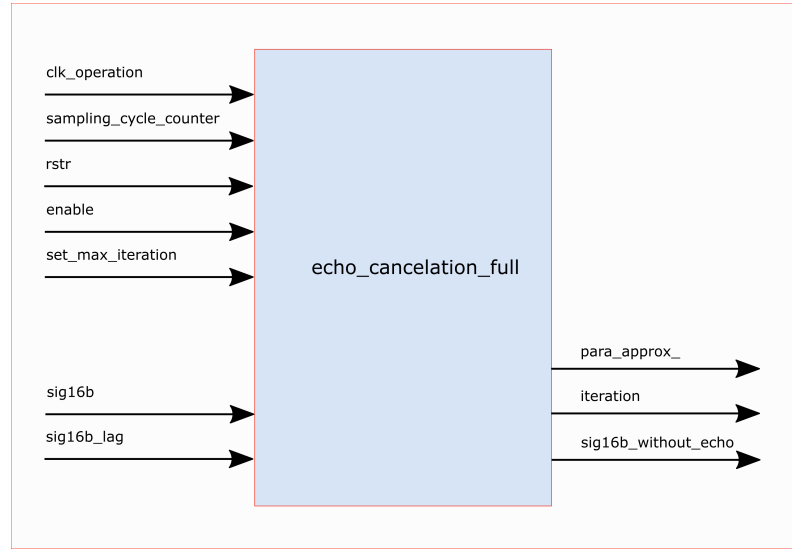 clk_operation
sampling_cycle_counter
rstr
enable
set_max_iteration
echo_cancelation_full
para_approx_
iteration
sig16b
sig16b_lag
sig16b_without_echo